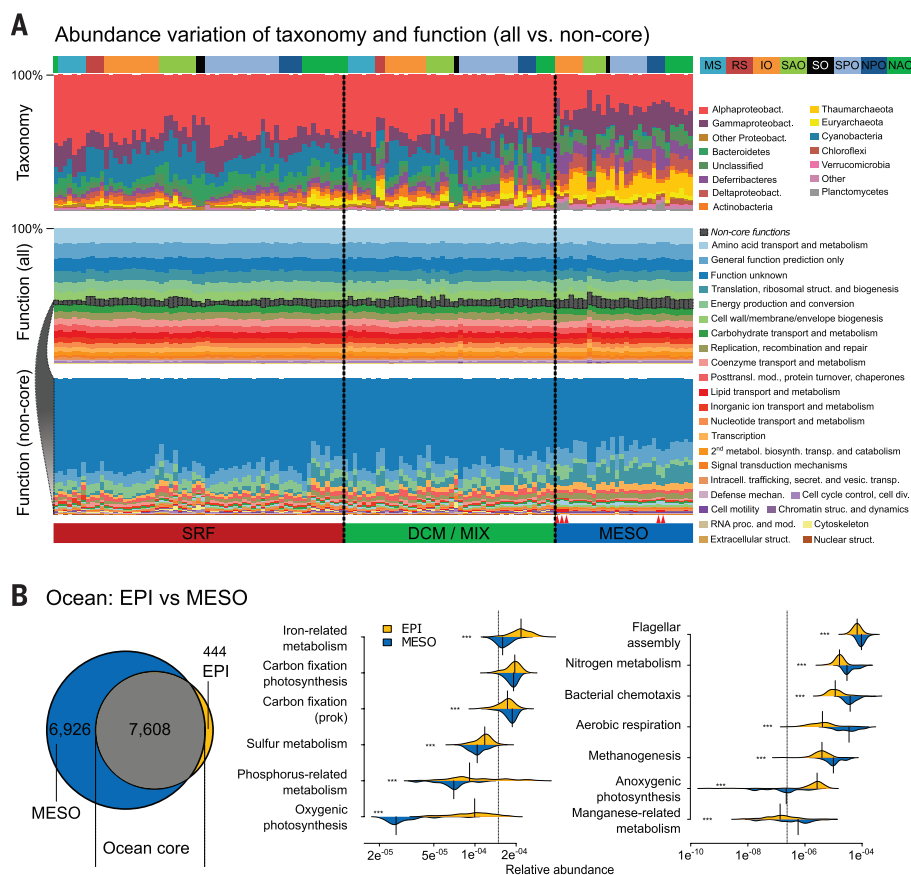 A
Abundance variation of taxonomy and function (all vs. non-core)
MS RS IO SAO SO SPO NPO NAO
100%
Taxonomy
Alphaproteobact.
Gammaproteobact.
Other Proteobact.
Bacteroidetes
Unclassified
Deferribacteres
Deltaproteobact.
Actinobacteria
Thaumarchaeota
Euryarchaeota
Cyanobacteria
Chloroflexi
Verrucomicrobia
Other
Planctomycetes
100%
Function (all)
Function (non-core)
Non-core functions
Amino acid transport and metabolism
General function prediction only
Function unknown
Translation, ribosomal struct. and biogenesis
Energy production and conversion
Cell wall/membrane/envelope biogenesis
Carbohydrate transport and metabolism
Replication, recombination and repair
Coenzyme transport and metabolism
Posttransl. mod., protein turnover, chaperones
Lipid transport and metabolism
Inorganic ion transport and metabolism
Nucleotide transport and metabolism
Transcription
2nd metabol. biosynth. transp. and catabolism
Signal transduction mechanisms
Intracell. trafficking, secret. and vesic. transp.
Defense mechan. Cell cycle control, cell div.
Cell motility Chromatin struc. and dynamics
RNA proc. and mod. Cytoskeleton
Extracellular struct. Nuclear struct.
SRF DCM / MIX MESO
B
Ocean: EPI vs MESO
444
EPI
6,926
7,608
MESO
Ocean core
EPI
MESO
Iron-related
metabolism
***
Carbon fixation
photosynthesis
Carbon fixation
(prok)
***
Sulfur metabolism
***
Phosphorus-related
metabolism
***
Oxygenic
photosynthesis
***
2e-05 5e-05 1e-04 2e-04
Flagellar
assembly
***
Nitrogen metabolism
***
Bacterial chemotaxis
***
Aerobic respiration
***
Methanogenesis
***
Anoxygenic
photosynthesis
***
Manganese-related
metabolism
***
1e-10 1e-08 1e-06 1e-04
Relative abundance